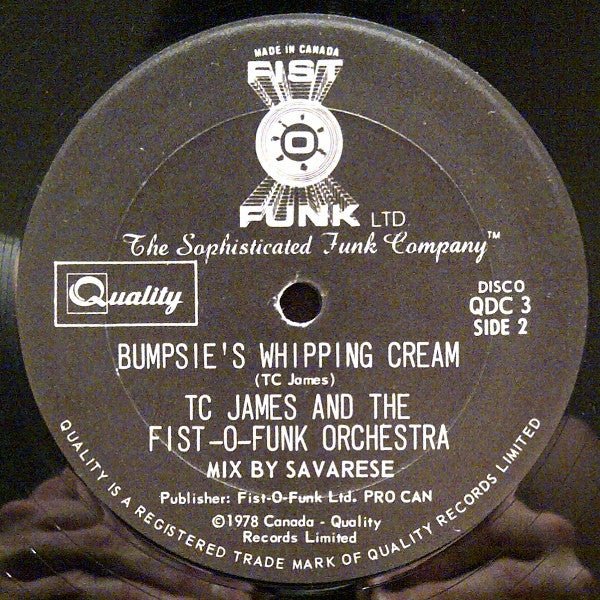 MADE IN CANADA
FIST
O
FUNK LTD.
The Sophisticated Funk Company™
Quality
DISCO
QDC 3
SIDE 2
BUMPSIE'S WHIPPING CREAM
(TC James)
TC JAMES AND THE
FIST-O-FUNK ORCHESTRA
MIX BY SAVARESE
Publisher: Fist-O-Funk Ltd. PRO CAN
©1978 Canada - Quality
Records Limited
QUALITY IS A REGISTERED TRADE MARK OF QUALITY RECORDS LIMITED